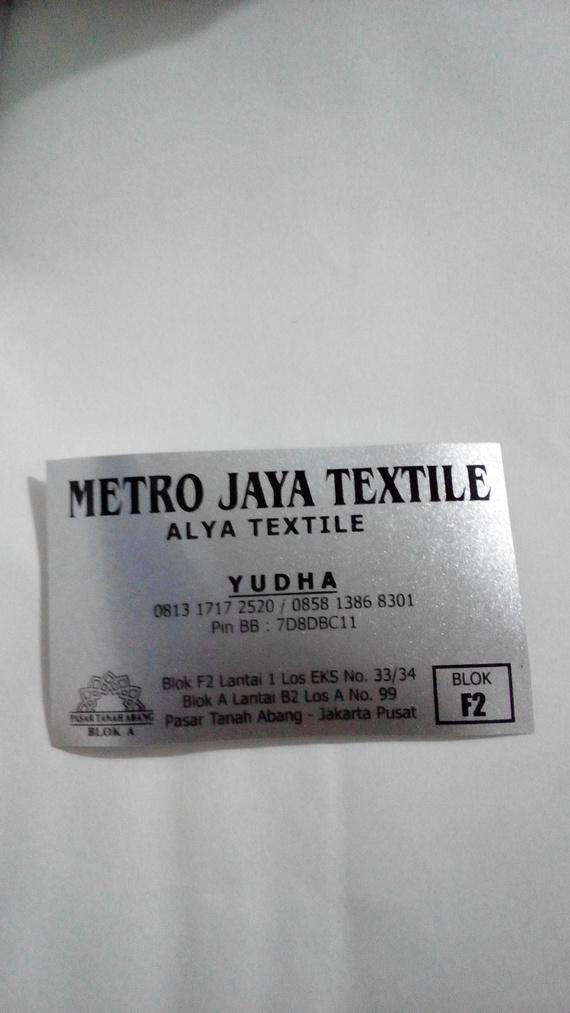 METRO JAYA TEXTILE
ALYA TEXTILE
YUDHA
0813 1717 2520 / 0858 1386 8301
Pin BB : 7D8DBC11
Blok F2 Lantai 1 Los EKS No. 33/34
Blok A Lantai B2 Los A No. 99
Pasar Tanah Abang - Jakarta Pusat
PASAR TANAH ABANG
BLOK A
BLOK
F2